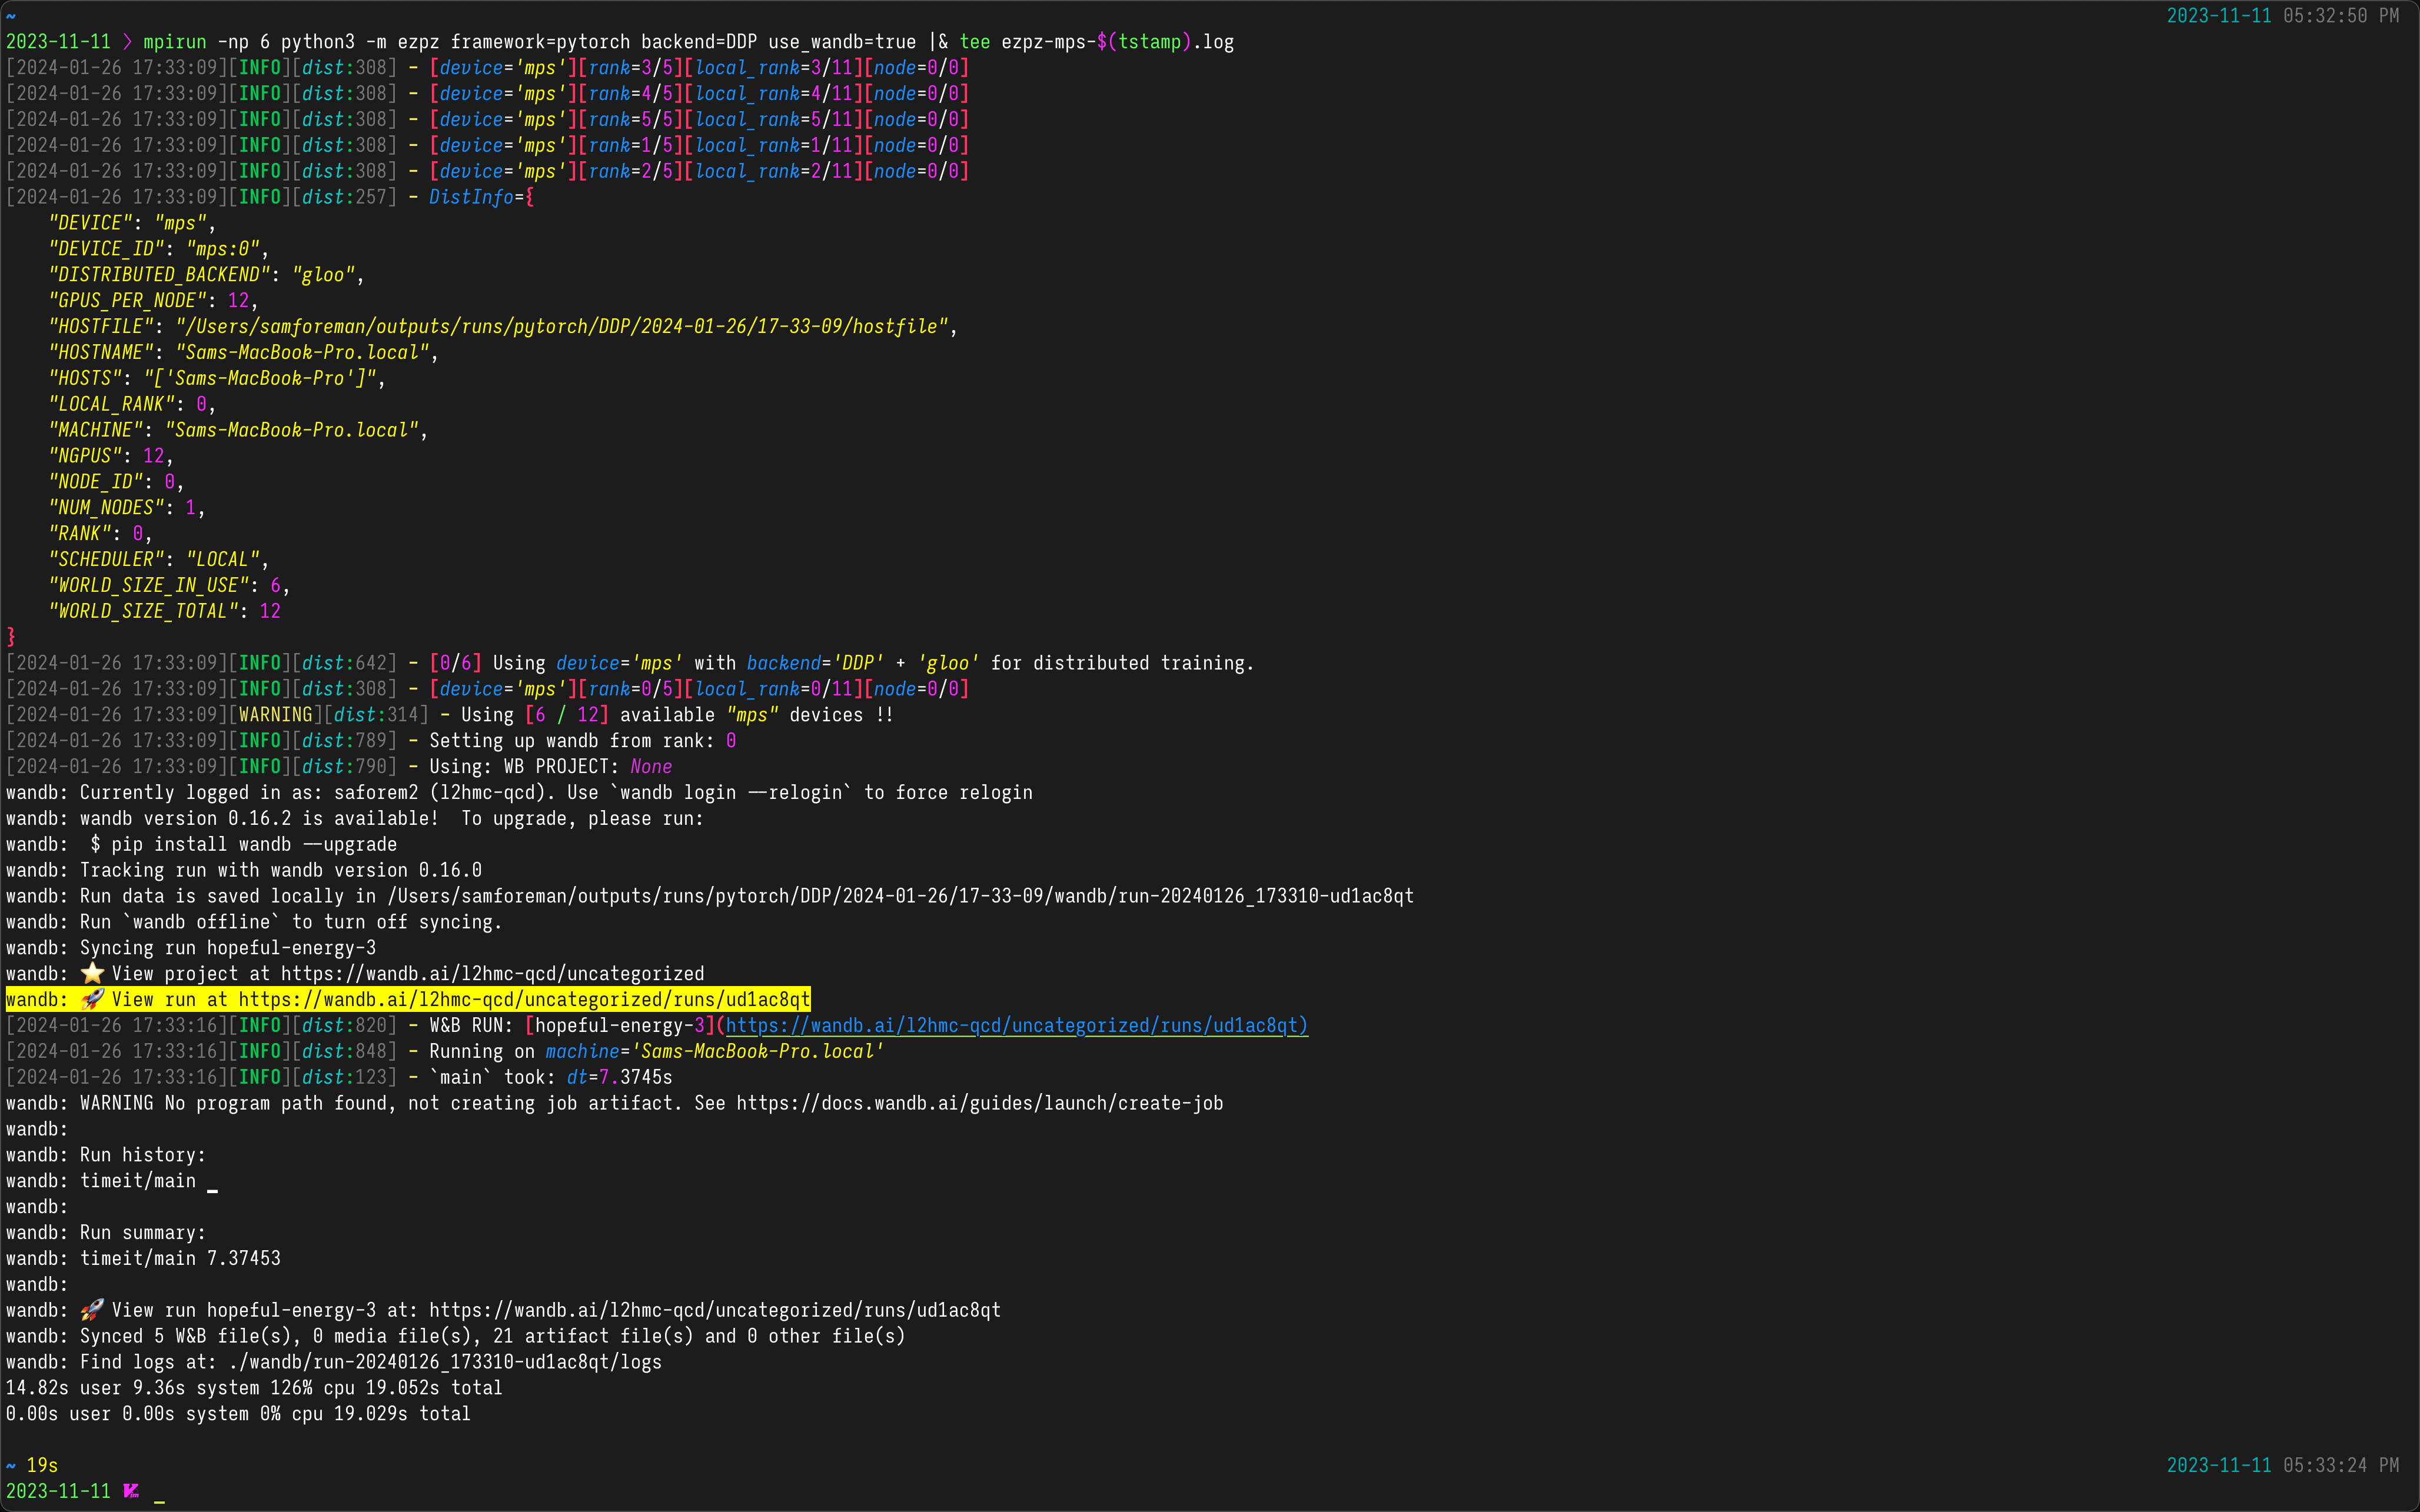 ~ 2023-11-11 05:32:50 PM
2023-11-11 〉 mpirun -np 6 python3 -m ezpz framework=pytorch backend=DDP use_wandb=true |& tee ezpz-mps-$(tstamp).log
[2024-01-26 17:33:09][INFO][dist:308] - [device='mps'][rank=3/5][local_rank=3/11][node=0/0]
[2024-01-26 17:33:09][INFO][dist:308] - [device='mps'][rank=4/5][local_rank=4/11][node=0/0]
[2024-01-26 17:33:09][INFO][dist:308] - [device='mps'][rank=5/5][local_rank=5/11][node=0/0]
[2024-01-26 17:33:09][INFO][dist:308] - [device='mps'][rank=1/5][local_rank=1/11][node=0/0]
[2024-01-26 17:33:09][INFO][dist:308] - [device='mps'][rank=2/5][local_rank=2/11][node=0/0]
[2024-01-26 17:33:09][INFO][dist:257] - DistInfo={
    "DEVICE": "mps",
    "DEVICE_ID": "mps:0",
    "DISTRIBUTED_BACKEND": "gloo",
    "GPUS_PER_NODE": 12,
    "HOSTFILE": "/Users/samforeman/outputs/runs/pytorch/DDP/2024-01-26/17-33-09/hostfile",
    "HOSTNAME": "Sams-MacBook-Pro.local",
    "HOSTS": "['Sams-MacBook-Pro']",
    "LOCAL_RANK": 0,
    "MACHINE": "Sams-MacBook-Pro.local",
    "NGPUS": 12,
    "NODE_ID": 0,
    "NUM_NODES": 1,
    "RANK": 0,
    "SCHEDULER": "LOCAL",
    "WORLD_SIZE_IN_USE": 6,
    "WORLD_SIZE_TOTAL": 12
}
[2024-01-26 17:33:09][INFO][dist:642] - [0/6] Using device='mps' with backend='DDP' + 'gloo' for distributed training.
[2024-01-26 17:33:09][INFO][dist:308] - [device='mps'][rank=0/5][local_rank=0/11][node=0/0]
[2024-01-26 17:33:09][WARNING][dist:314] - Using [6 / 12] available "mps" devices !!
[2024-01-26 17:33:09][INFO][dist:789] - Setting up wandb from rank: 0
[2024-01-26 17:33:09][INFO][dist:790] - Using: WB PROJECT: None
wandb: Currently logged in as: saforem2 (l2hmc-qcd). Use `wandb login --relogin` to force relogin
wandb: wandb version 0.16.2 is available!  To upgrade, please run:
wandb:  $ pip install wandb --upgrade
wandb: Tracking run with wandb version 0.16.0
wandb: Run data is saved locally in /Users/samforeman/outputs/runs/pytorch/DDP/2024-01-26/17-33-09/wandb/run-20240126_173310-ud1ac8qt
wandb: Run `wandb offline` to turn off syncing.
wandb: Syncing run hopeful-energy-3
wandb: ⭐ View project at https://wandb.ai/l2hmc-qcd/uncategorized
wandb: 🚀 View run at https://wandb.ai/l2hmc-qcd/uncategorized/runs/ud1ac8qt
[2024-01-26 17:33:16][INFO][dist:820] - W&B RUN: [hopeful-energy-3](https://wandb.ai/l2hmc-qcd/uncategorized/runs/ud1ac8qt)
[2024-01-26 17:33:16][INFO][dist:848] - Running on machine='Sams-MacBook-Pro.local'
[2024-01-26 17:33:16][INFO][dist:123] - `main` took: dt=7.3745s
wandb: WARNING No program path found, not creating job artifact. See https://docs.wandb.ai/guides/launch/create-job
wandb:
wandb: Run history:
wandb: timeit/main ▁
wandb:
wandb: Run summary:
wandb: timeit/main 7.37453
wandb:
wandb: 🚀 View run hopeful-energy-3 at: https://wandb.ai/l2hmc-qcd/uncategorized/runs/ud1ac8qt
wandb: Synced 5 W&B file(s), 0 media file(s), 21 artifact file(s) and 0 other file(s)
wandb: Find logs at: ./wandb/run-20240126_173310-ud1ac8qt/logs
14.82s user 9.36s system 126% cpu 19.052s total
0.00s user 0.00s system 0% cpu 19.029s total
~ 19s 2023-11-11 05:33:24 PM
2023-11-11 _